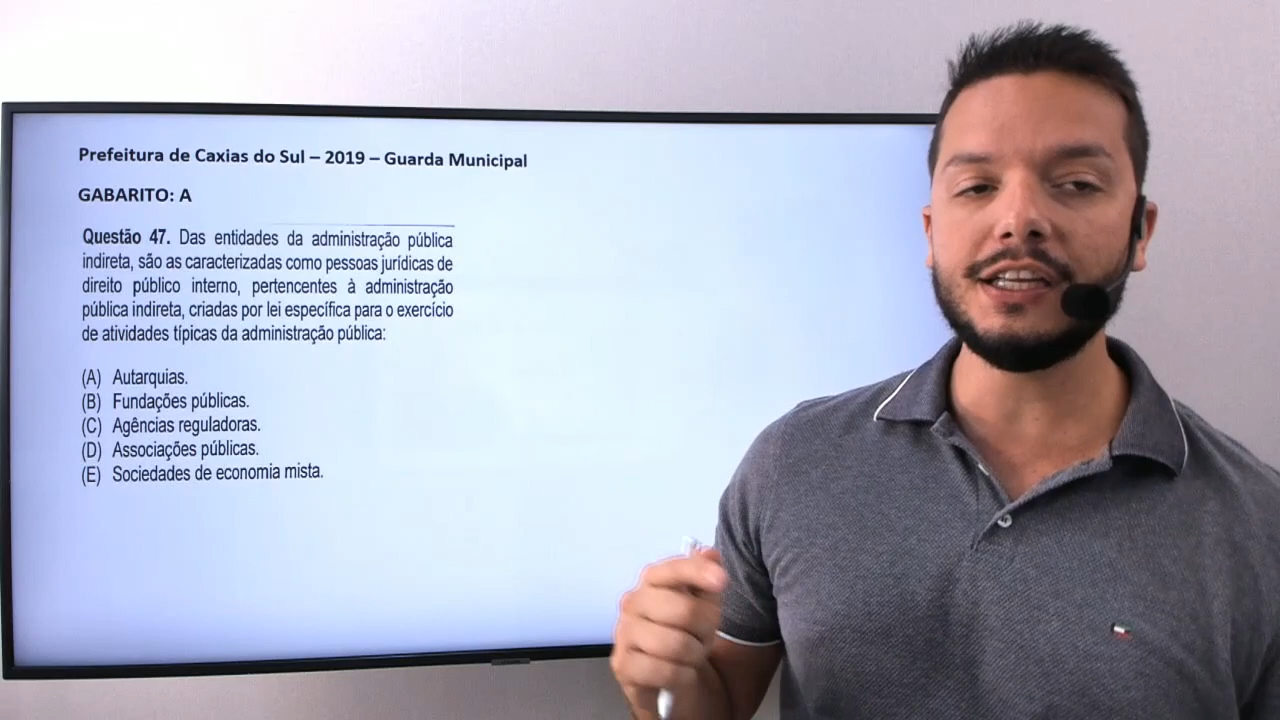 Prefeitura de Caxias do Sul – 2019 – Guarda Municipal
GABARITO: A
Questão 47. Das entidades da administração pública
indireta, são as caracterizadas como pessoas jurídicas de
direito público interno, pertencentes à administração
pública indireta, criadas por lei específica para o exercício
de atividades típicas da administração pública:
(A) Autarquias.
(B) Fundações públicas.
(C) Agências reguladoras.
(D) Associações públicas.
(E) Sociedades de economia mista.